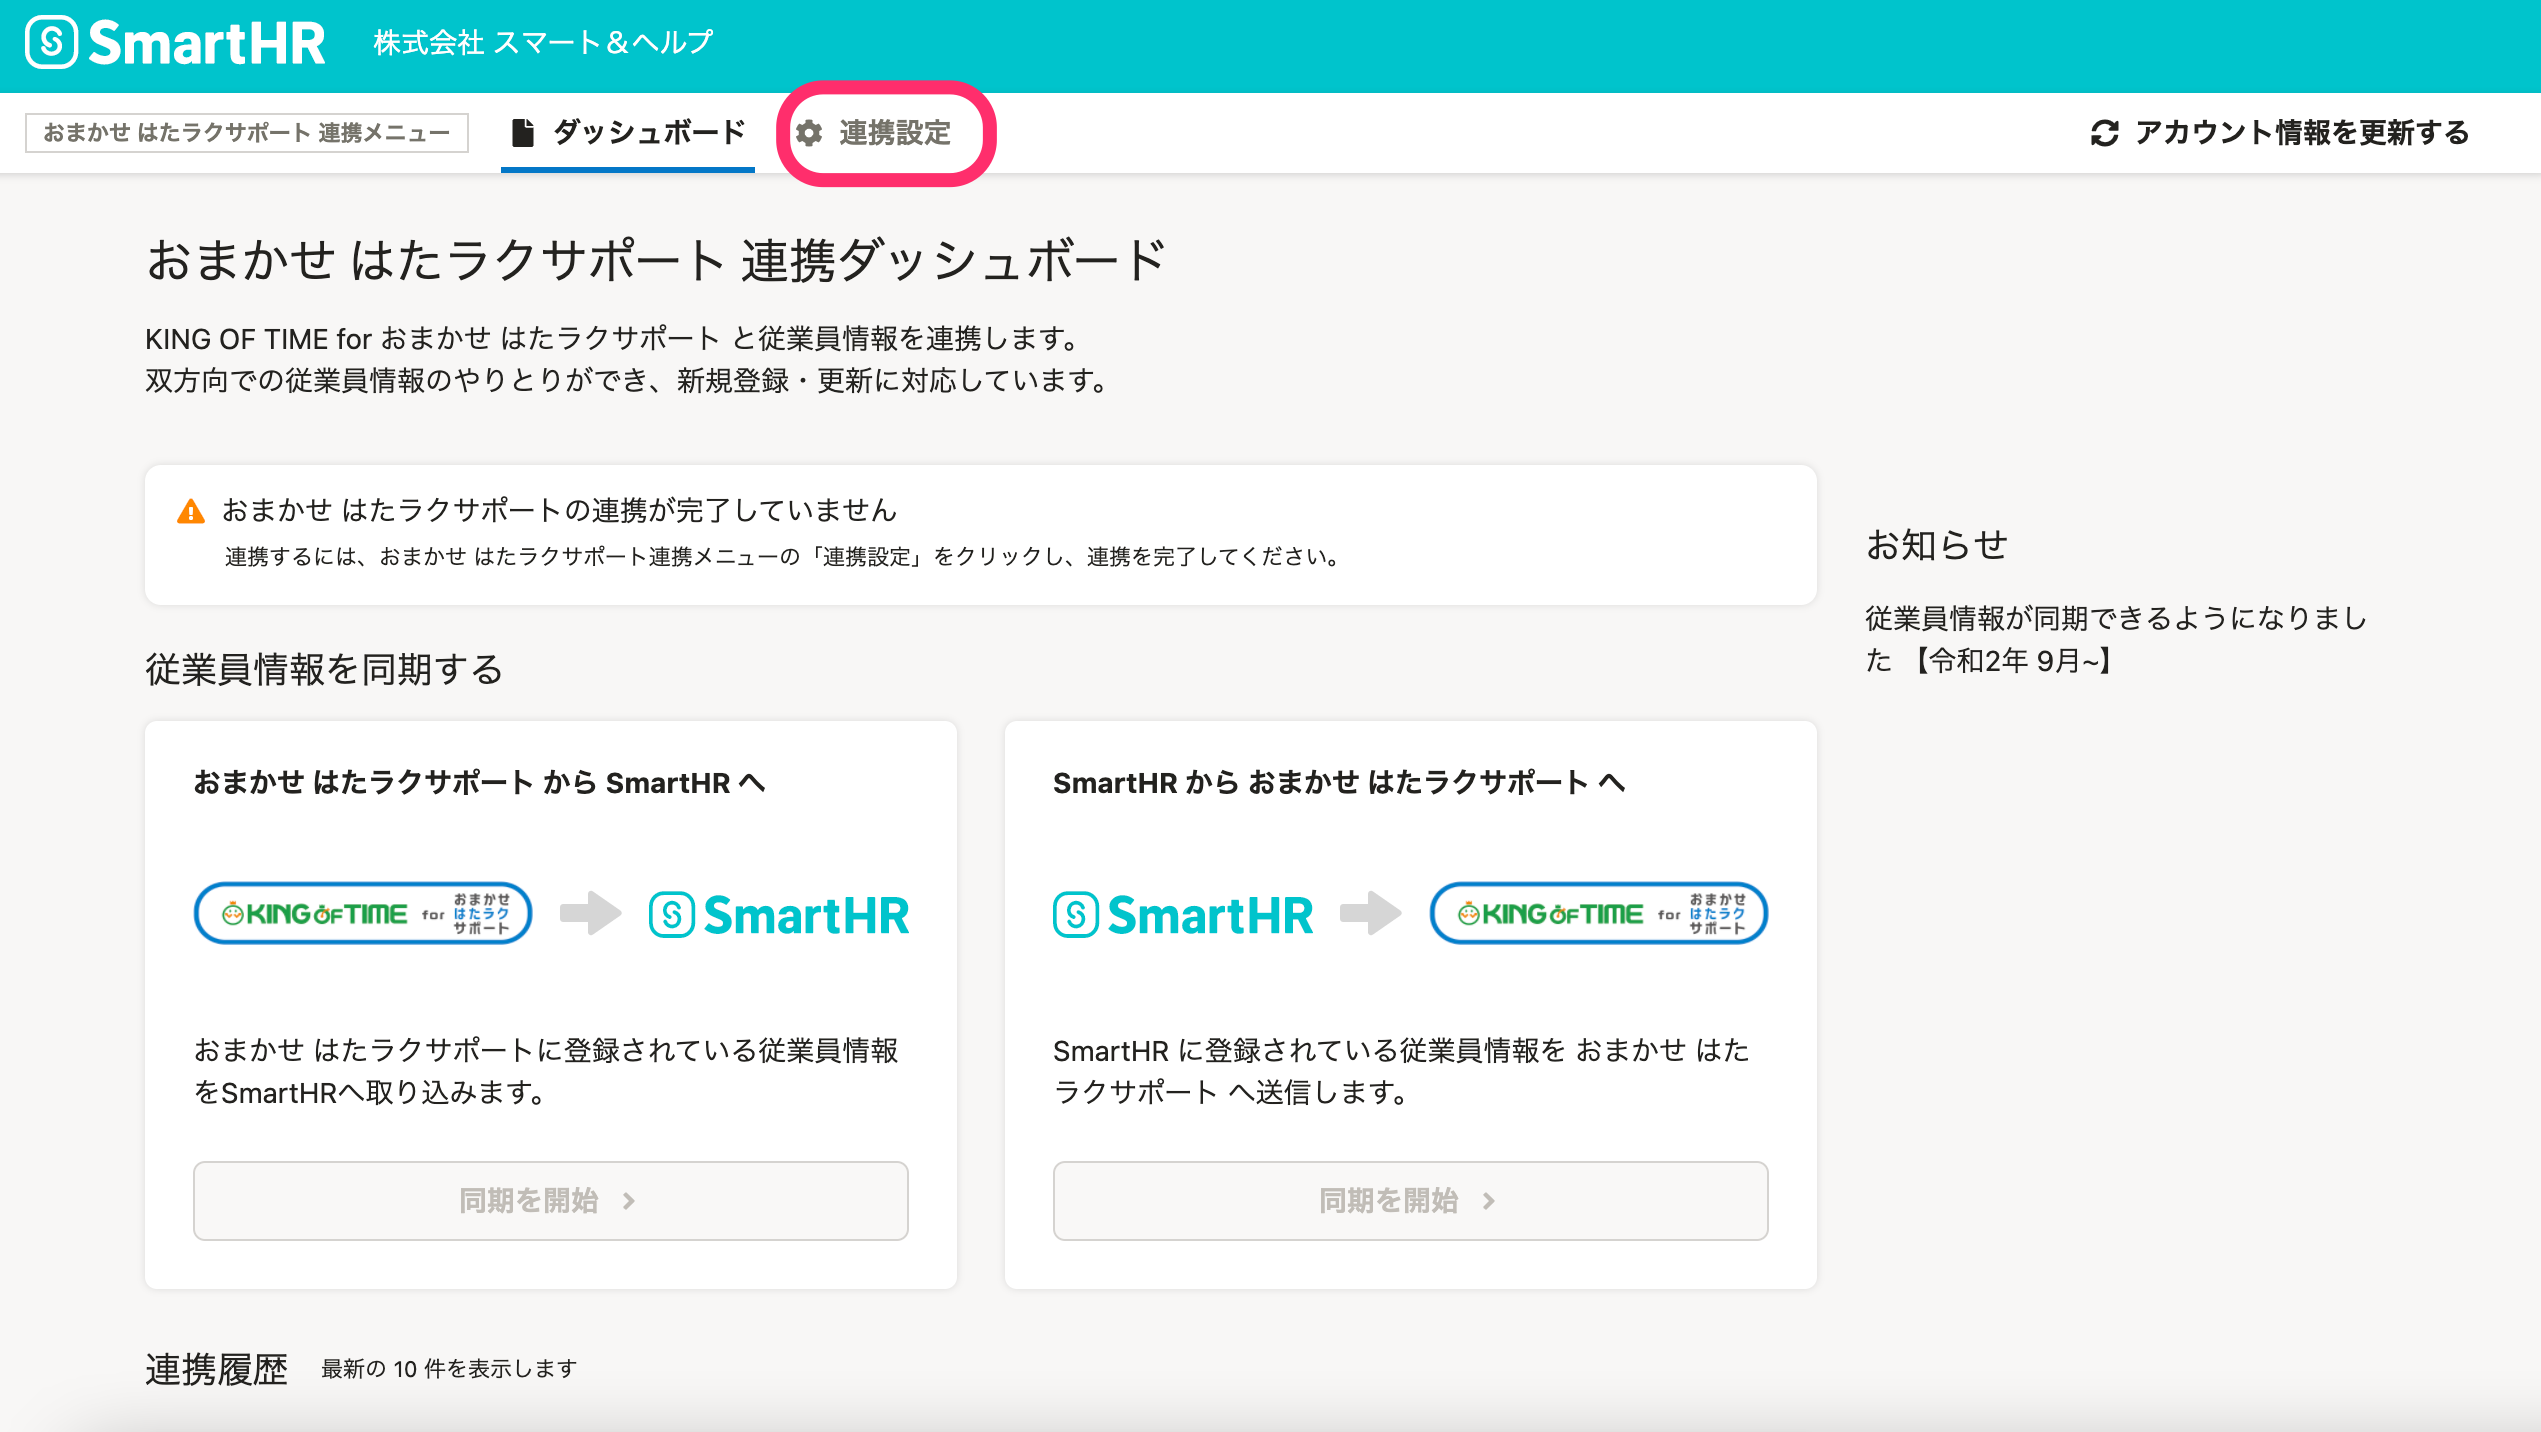 SmartHR 株式会社 スマート＆ヘルプ
おまかせ はたラクサポート 連携メニュー ダッシュボード 連携設定 アカウント情報を更新する
おまかせ はたラクサポート 連携ダッシュボード
KING OF TIME for おまかせ はたラクサポート と従業員情報を連携します。
双方向での従業員情報のやりとりができ、新規登録・更新に対応しています。
おまかせ はたラクサポートの連携が完了していません
連携するには、おまかせ はたラクサポート連携メニューの「連携設定」をクリックし、連携を完了してください。
お知らせ
従業員情報が同期できるようになりまし
た 【令和2年 9月~】
従業員情報を同期する
おまかせ はたラクサポート から SmartHR へ
KING OF TIME for おまかせ はたラク サポート SmartHR
おまかせ はたラクサポートに登録されている従業員情報
をSmartHRへ取り込みます。
同期を開始
SmartHR から おまかせ はたラクサポート へ
SmartHR KING OF TIME for おまかせ はたラク サポート
SmartHR に登録されている従業員情報を おまかせ はた
ラクサポート へ送信します。
同期を開始
連携履歴 最新の 10 件を表示します